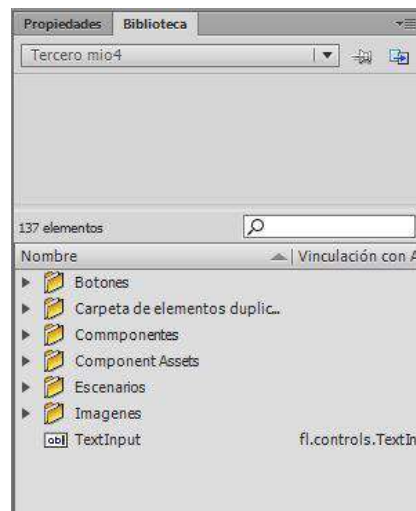 Propiedades Biblioteca
Tercero mio4
137 elementos
Nombre Vinculación con A
Botones
Carpeta de elementos duplic...
Commponentes
Component Assets
Escenarios
Imagenes
abl TextInput fl.controls.TextIn